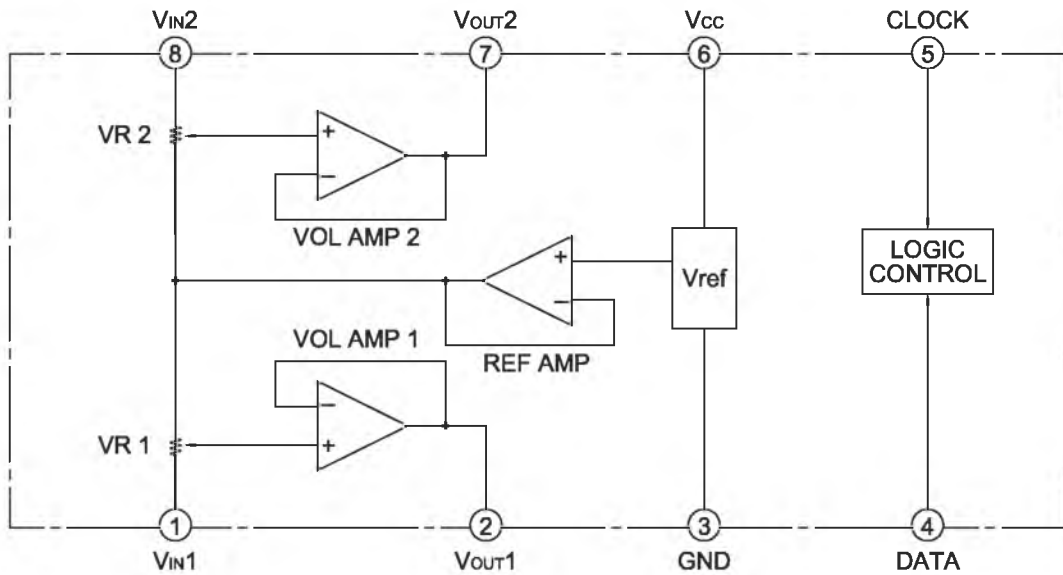 VIN2 VOUT2 VCC CLOCK
8 7 6 5
VR 2
+
−
VOL AMP 2
+
−
Vref
LOGIC
CONTROL
VOL AMP 1
REF AMP
−
VR 1
+
1 2 3 4
VIN1 VOUT1 GND DATA